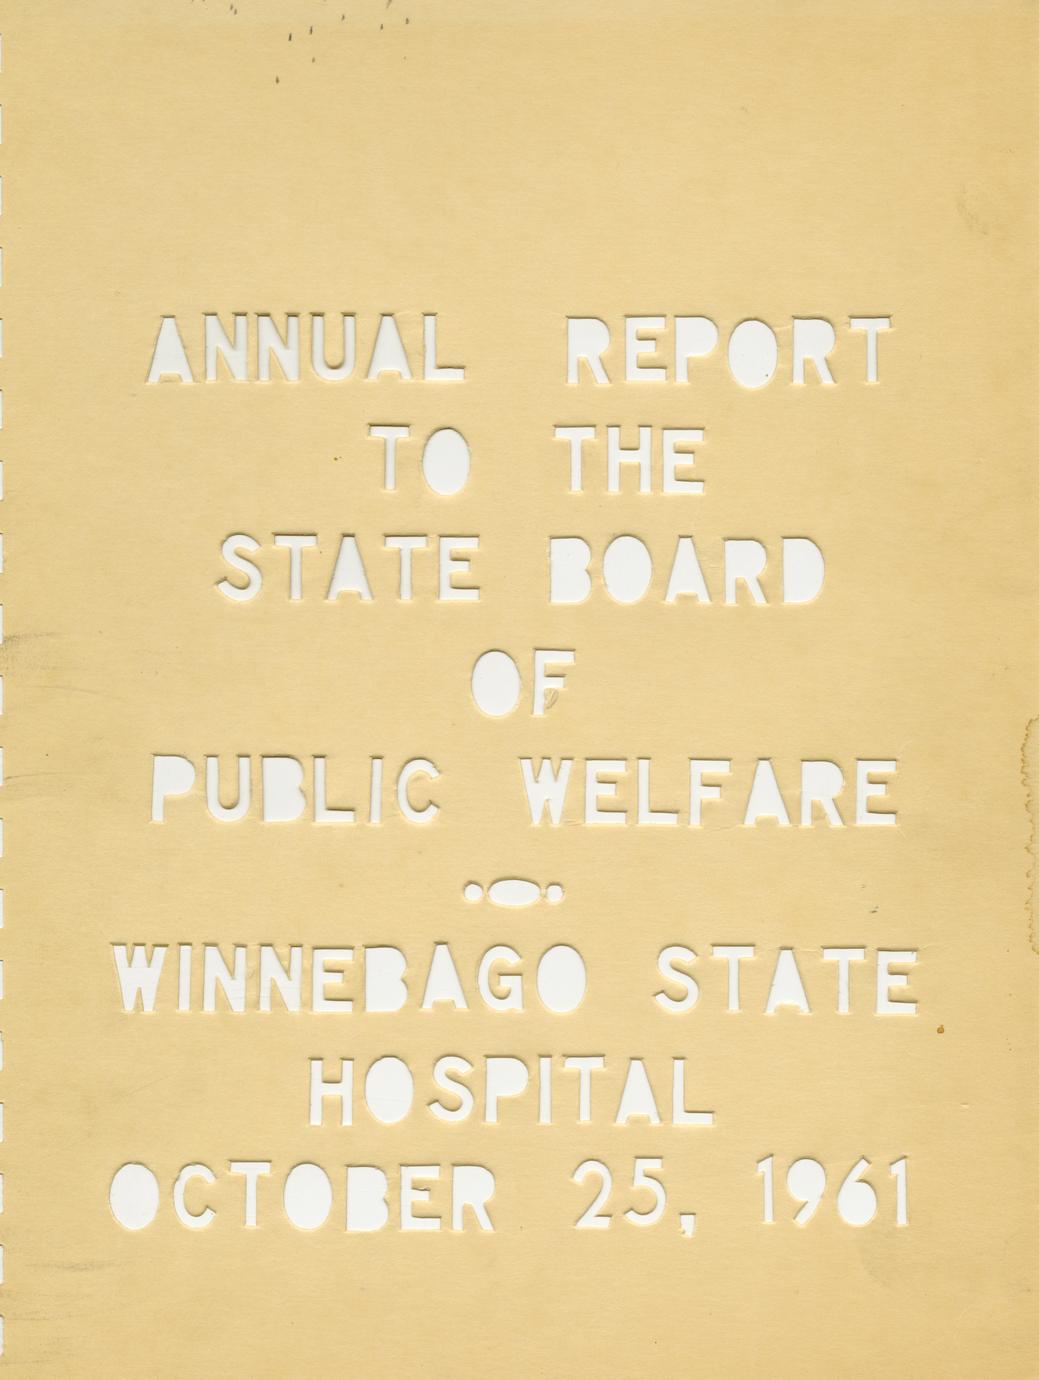 ANNUAL REPORT
TO THE
STATE BOARD
OF
PUBLIC WELFARE
WINNEBAGO STATE
HOSPITAL
OCTOBER 25, 1961